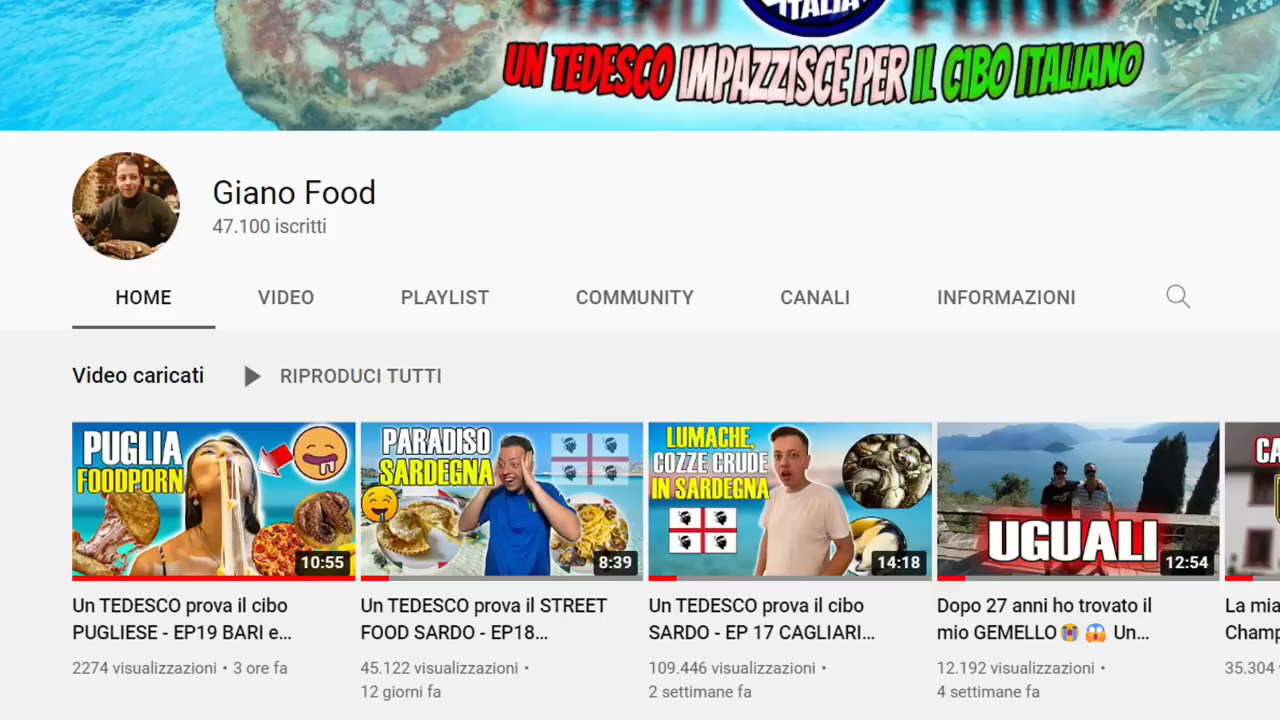 GIANO FOOD
ITALIA
UN TEDESCO IMPAZZISCE PER IL CIBO ITALIANO
Giano Food
47.100 iscritti
HOME VIDEO PLAYLIST COMMUNITY CANALI INFORMAZIONI
Video caricati RIPRODUCI TUTTI
PUGLIA
FOODPORN
10:55
PARADISO
SARDEGNA
8:39
LUMACHE,
COZZE CRUDE
IN SARDEGNA
14:18
UGUALI
12:54
CA
Un TEDESCO prova il cibo
PUGLIESE - EP19 BARI e...
2274 visualizzazioni • 3 ore fa
Un TEDESCO prova il STREET
FOOD SARDO - EP18...
45.122 visualizzazioni •
12 giorni fa
Un TEDESCO prova il cibo
SARDO - EP 17 CAGLIARI...
109.446 visualizzazioni •
2 settimane fa
Dopo 27 anni ho trovato il
mio GEMELLO😭 😱 Un...
12.192 visualizzazioni •
4 settimane fa
La mia
Champ
35.304